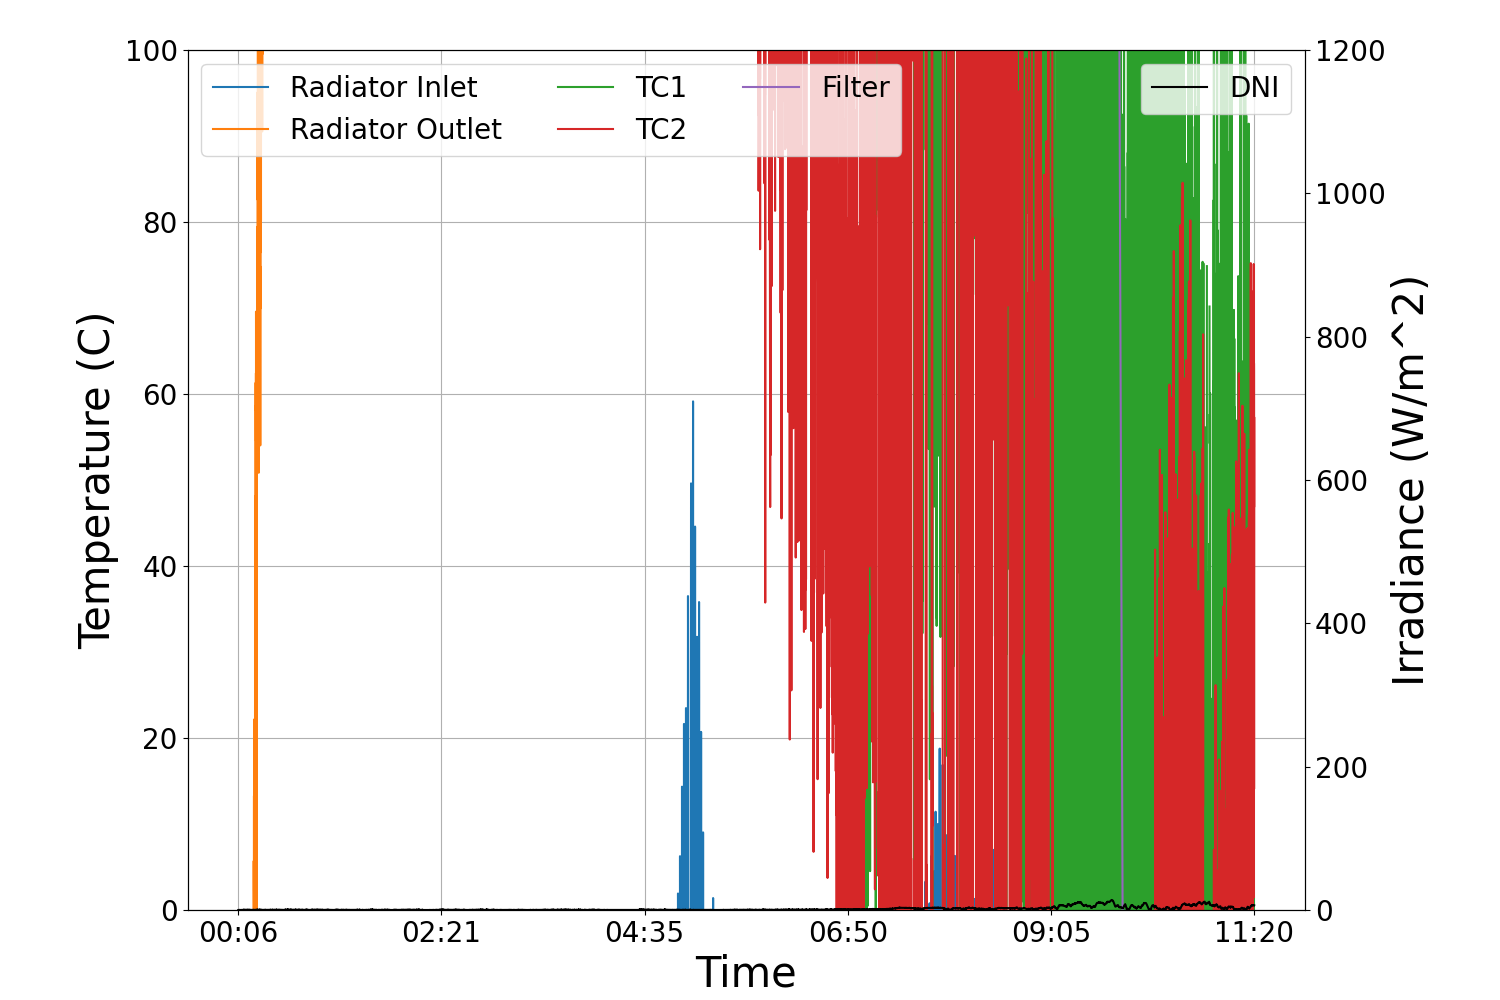 100
80
60
40
20
0
Temperature (C)
Radiator Inlet
Radiator Outlet
TC1
TC2
Filter
DNI
1200
1000
800
600
400
200
0
Irradiance (W/m^2)
00:06
02:21
04:35
06:50
09:05
11:20
Time